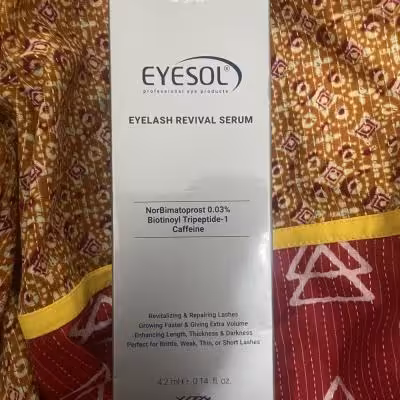 EYESOL®
professional eye products
EYELASH REVIVAL SERUM
NorBimatoprost 0.03%
Biotinoyl Tripeptide-1
Caffeine
Revitalizing & Repairing Lashes
Growing Faster & Giving Extra Volume
Enhancing Length, Thickness & Darkness
Perfect for Brittle, Weak, Thin, or Short Lashes
4.2 ml ℮ 0.14 fl. oz.